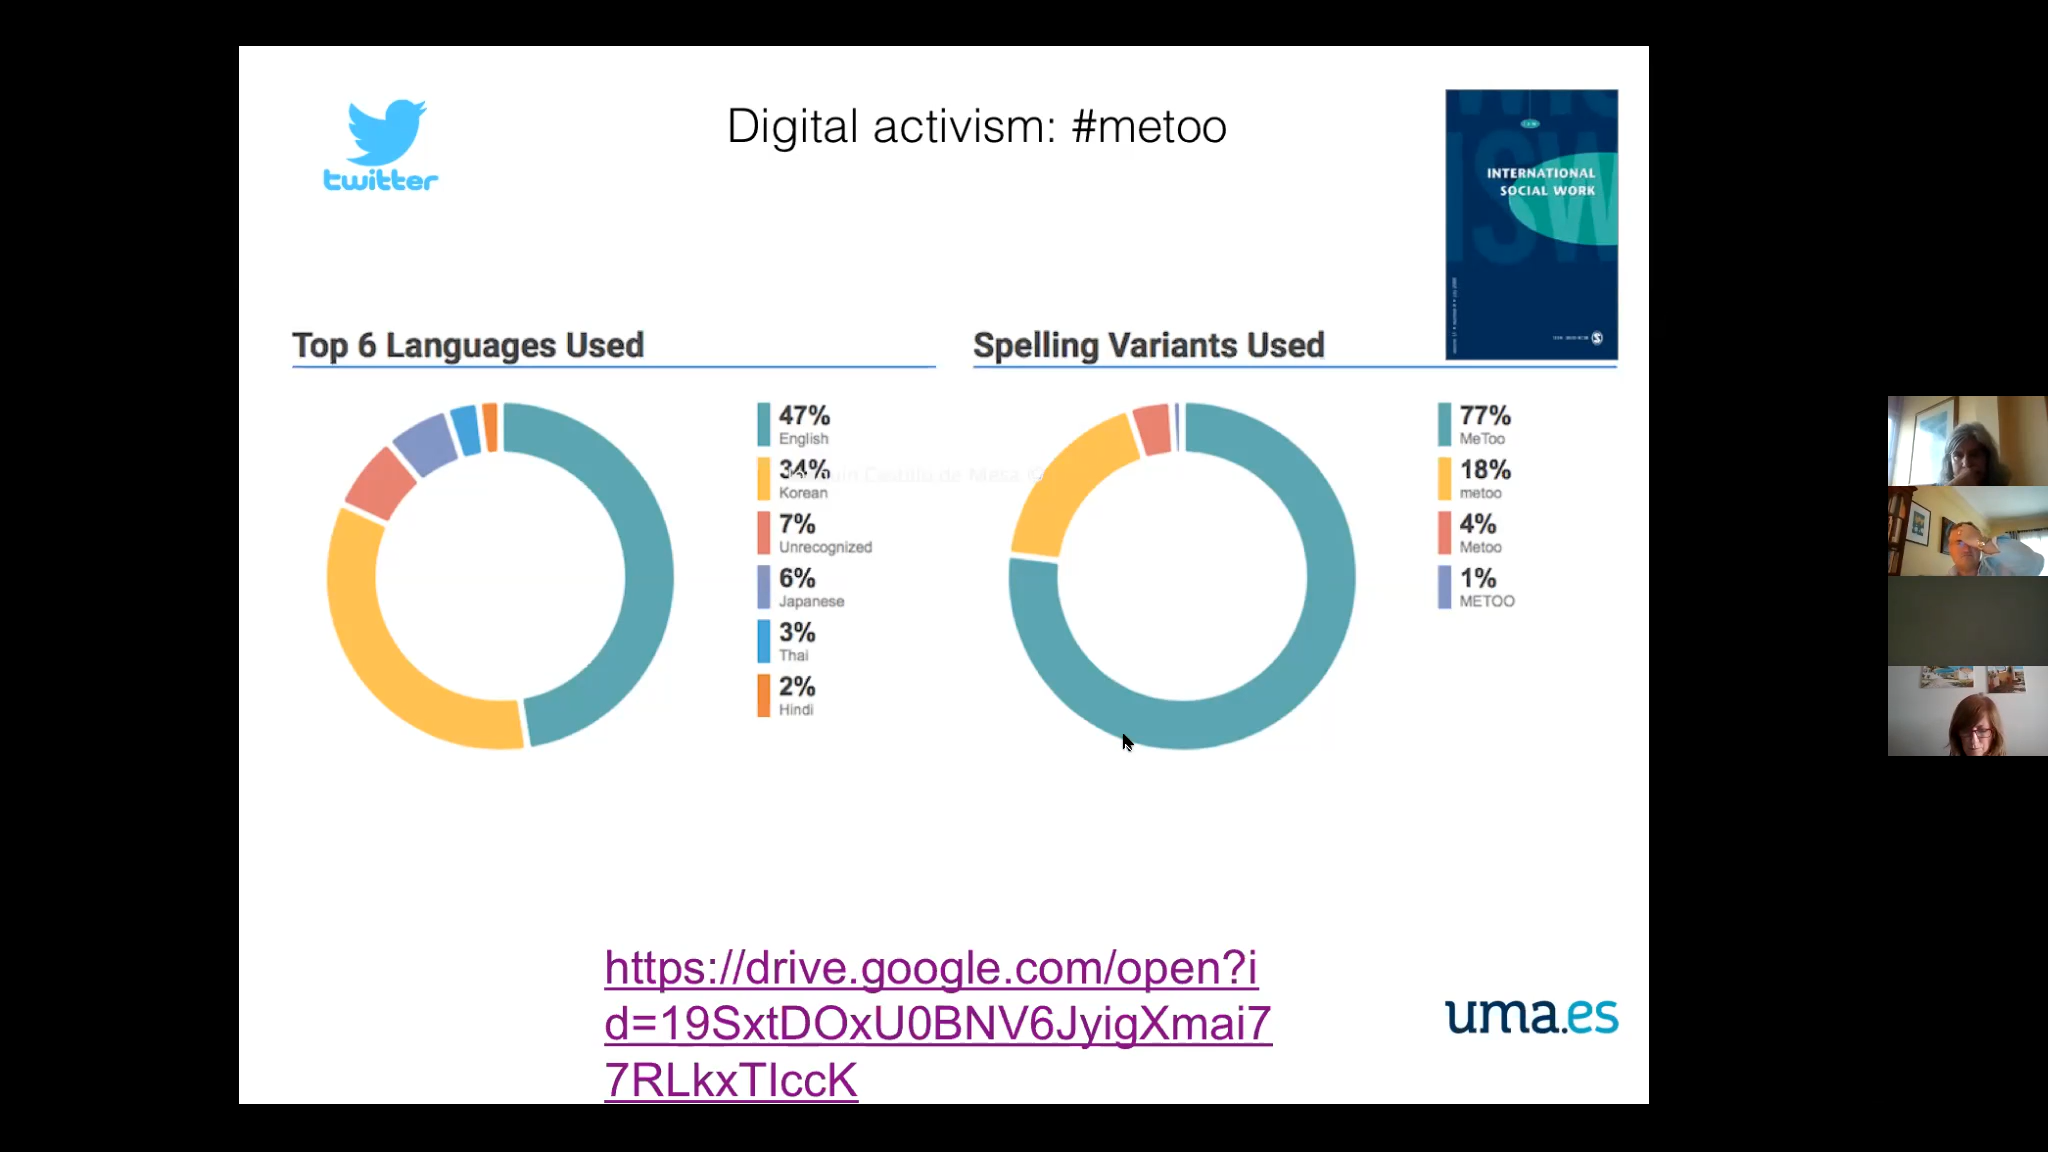 twitter
Digital activism: #metoo
INTERNATIONAL
SOCIAL WORK
Top 6 Languages Used
47%
English
34%
Korean
7%
Unrecognized
6%
Japanese
3%
Thai
2%
Hindi
Spelling Variants Used
77%
MeToo
18%
metoo
4%
Metoo
1%
METOO
https://drive.google.com/open?i
d=19SxtDOxU0BNV6JyigXmai7
7RLkxTIccK
uma.es